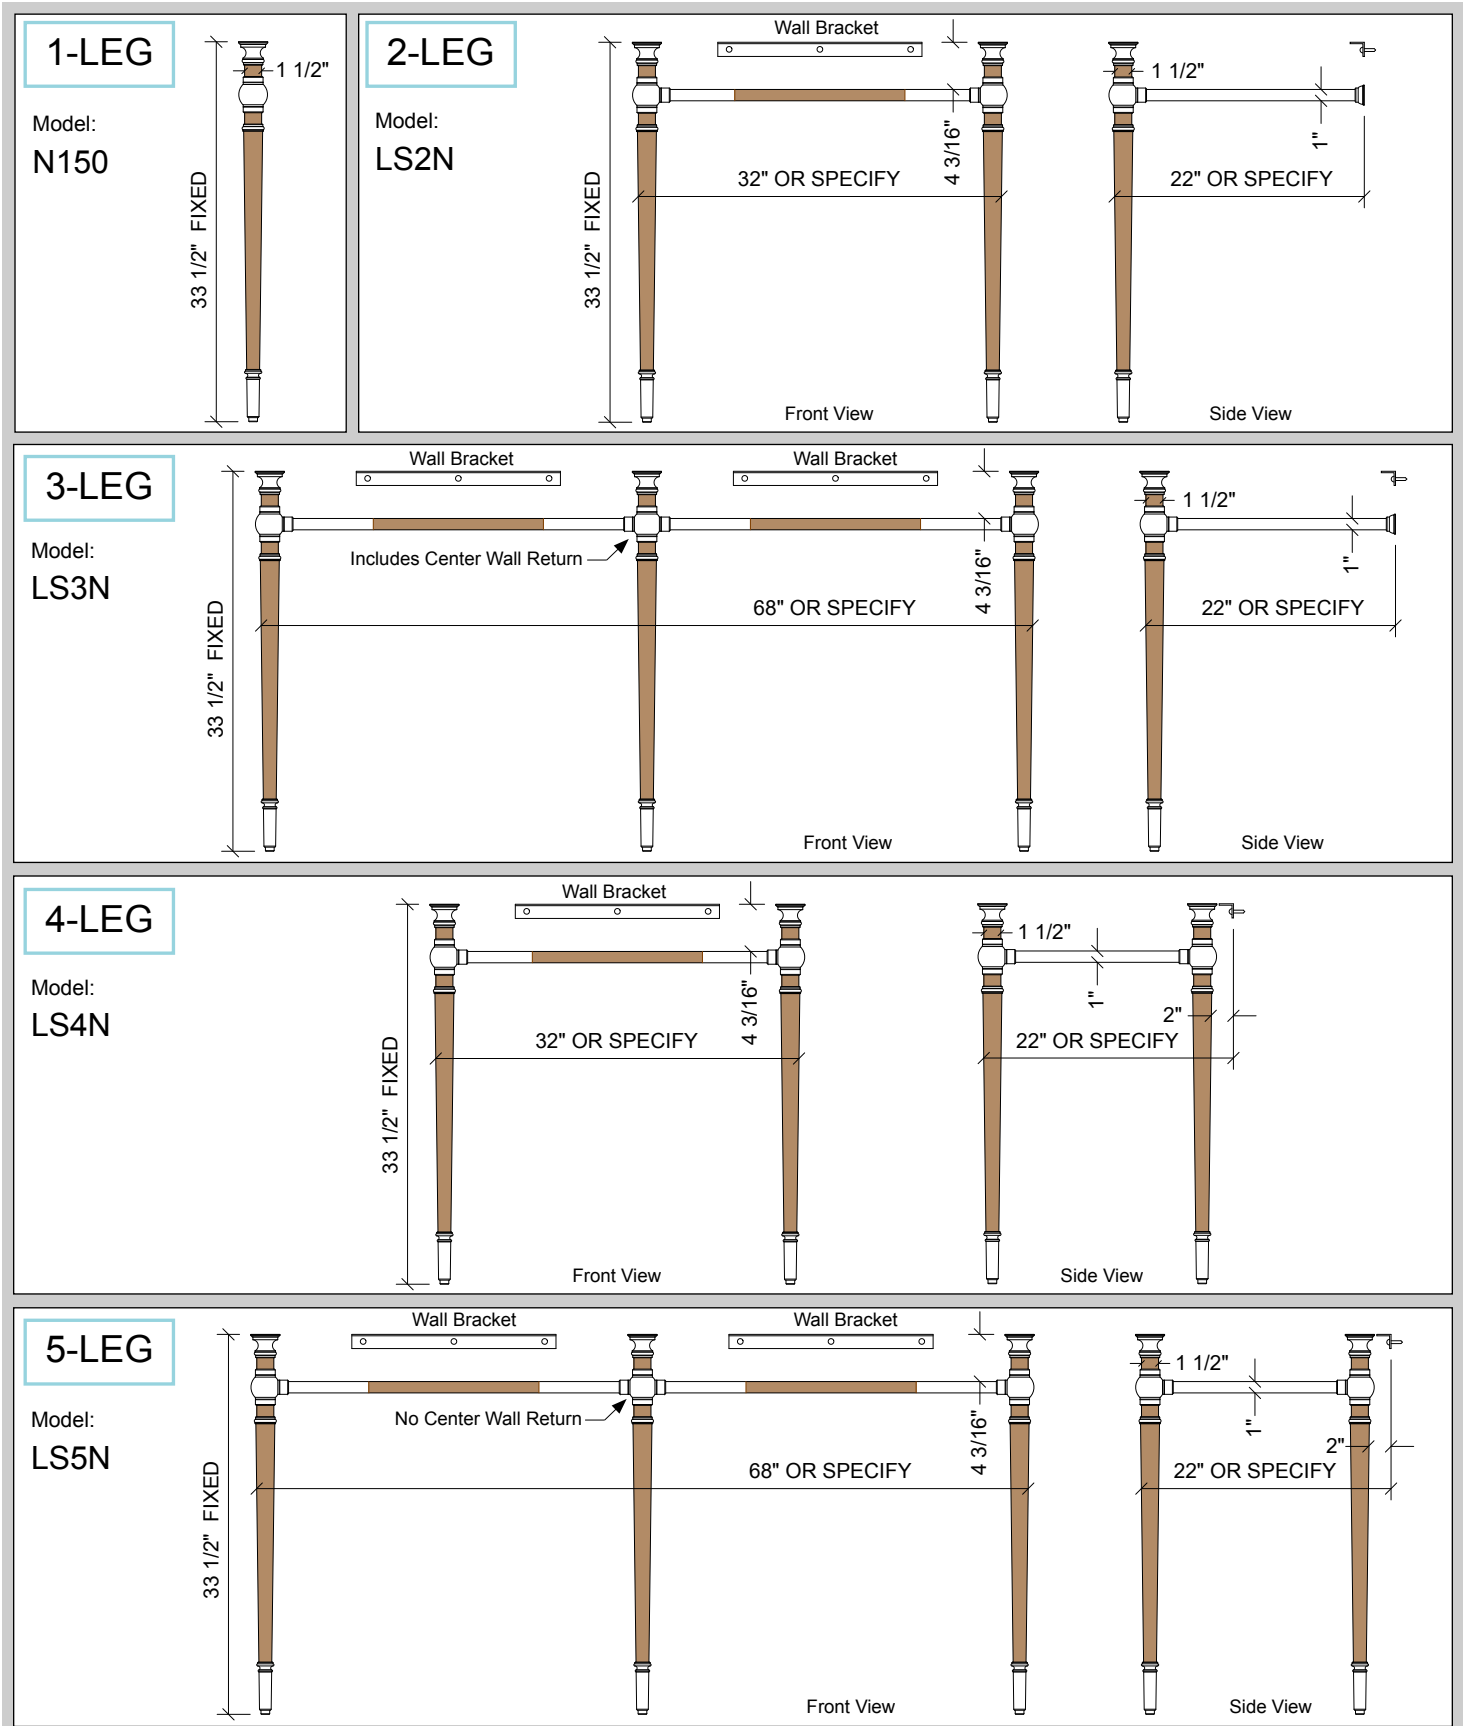 1-LEG
Model:
N150
1 1/2"
33 1/2" FIXED
2-LEG
Model:
LS2N
Wall Bracket
33 1/2" FIXED
32" OR SPECIFY
4 3/16"
Front View
1 1/2"
1"
22" OR SPECIFY
Side View
3-LEG
Model:
LS3N
Wall Bracket
Wall Bracket
33 1/2" FIXED
Includes Center Wall Return
68" OR SPECIFY
4 3/16"
Front View
1 1/2"
1"
22" OR SPECIFY
Side View
4-LEG
Model:
LS4N
Wall Bracket
33 1/2" FIXED
32" OR SPECIFY
4 3/16"
Front View
1 1/2"
1"
2"
22" OR SPECIFY
Side View
5-LEG
Model:
LS5N
Wall Bracket
Wall Bracket
33 1/2" FIXED
No Center Wall Return
68" OR SPECIFY
4 3/16"
Front View
1 1/2"
1"
2"
22" OR SPECIFY
Side View